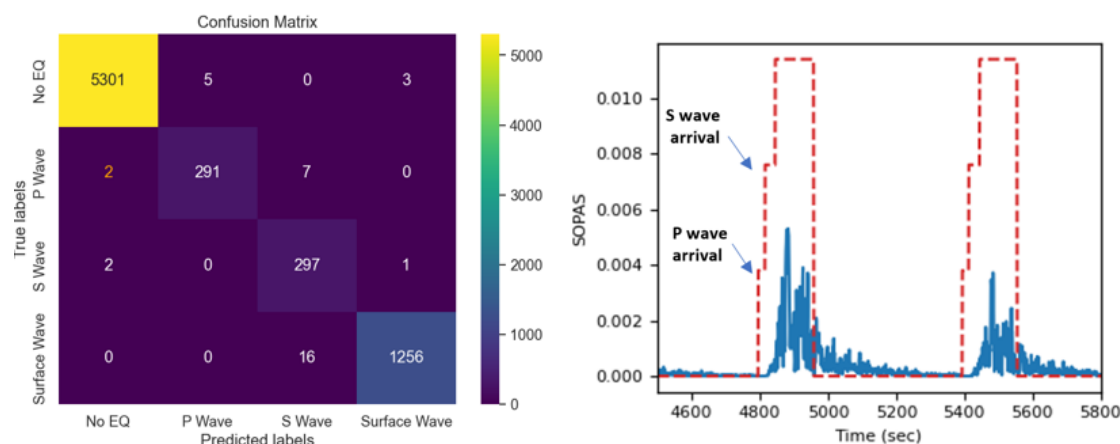 Confusion Matrix
No EQ
P Wave
S Wave
Surface Wave
True labels
5301 5 0 3
2 291 7 0
2 0 297 1
0 0 16 1256
No EQ P Wave S Wave Surface Wave
Predicted labels
5000
4000
3000
2000
1000
0
SOPAS
0.010
0.008
0.006
0.004
0.002
0.000
S wave
arrival
P wave
arrival
4600 4800 5000 5200 5400 5600 5800
Time (sec)